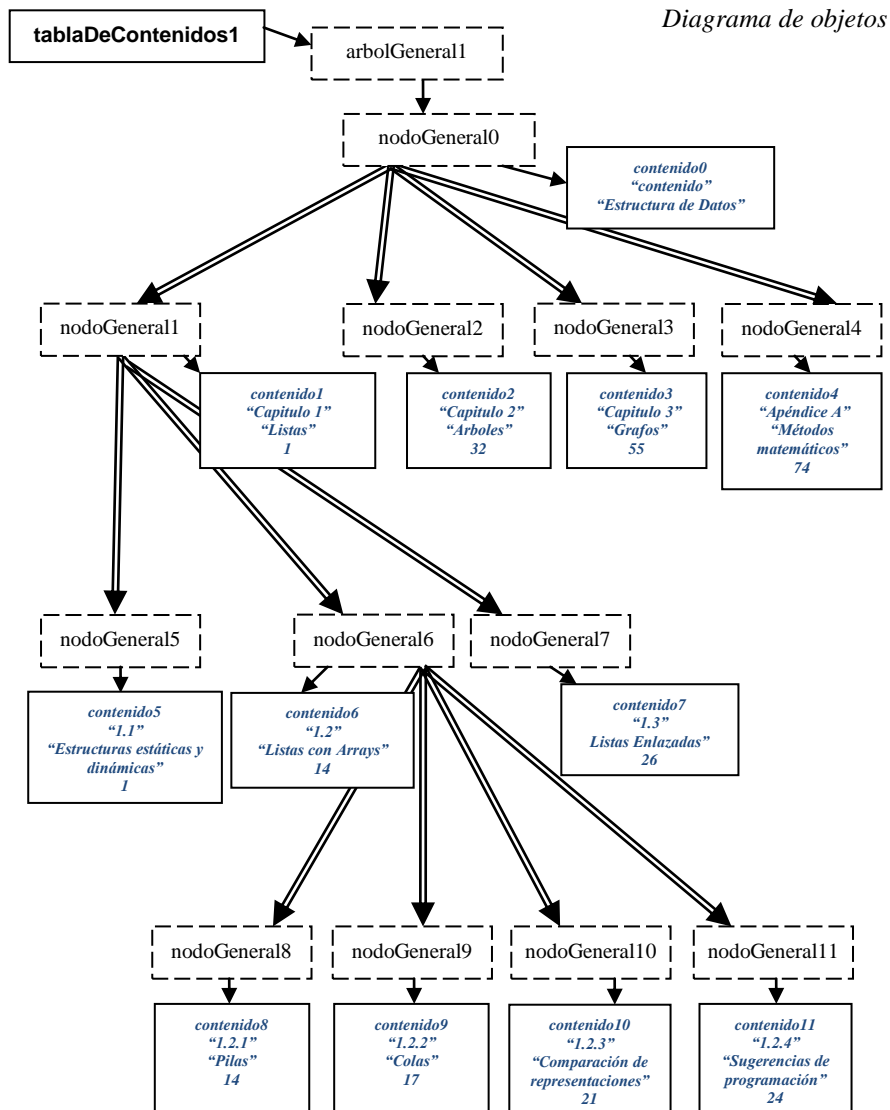 Diagrama de objetos
tablaDeContenidos1
arbolGeneral1
nodoGeneral0
contenido0
“contenido”
“Estructura de Datos”
nodoGeneral1
nodoGeneral2
nodoGeneral3
nodoGeneral4
contenido1
“Capitulo 1”
“Listas”
1
contenido2
“Capitulo 2”
“Arboles”
32
contenido3
“Capitulo 3”
“Grafos”
55
contenido4
“Apéndice A”
“Métodos
matemáticos”
74
nodoGeneral5
nodoGeneral6
nodoGeneral7
contenido5
“1.1”
“Estructuras estáticas y
dinámicas”
1
contenido6
“1.2”
“Listas con Arrays”
14
contenido7
“1.3”
Listas Enlazadas”
26
nodoGeneral8
nodoGeneral9
nodoGeneral10
nodoGeneral11
contenido8
“1.2.1”
“Pilas”
14
contenido9
“1.2.2”
“Colas”
17
contenido10
“1.2.3”
“Comparación de
representaciones”
21
contenido11
“1.2.4”
“Sugerencias de
programación”
24